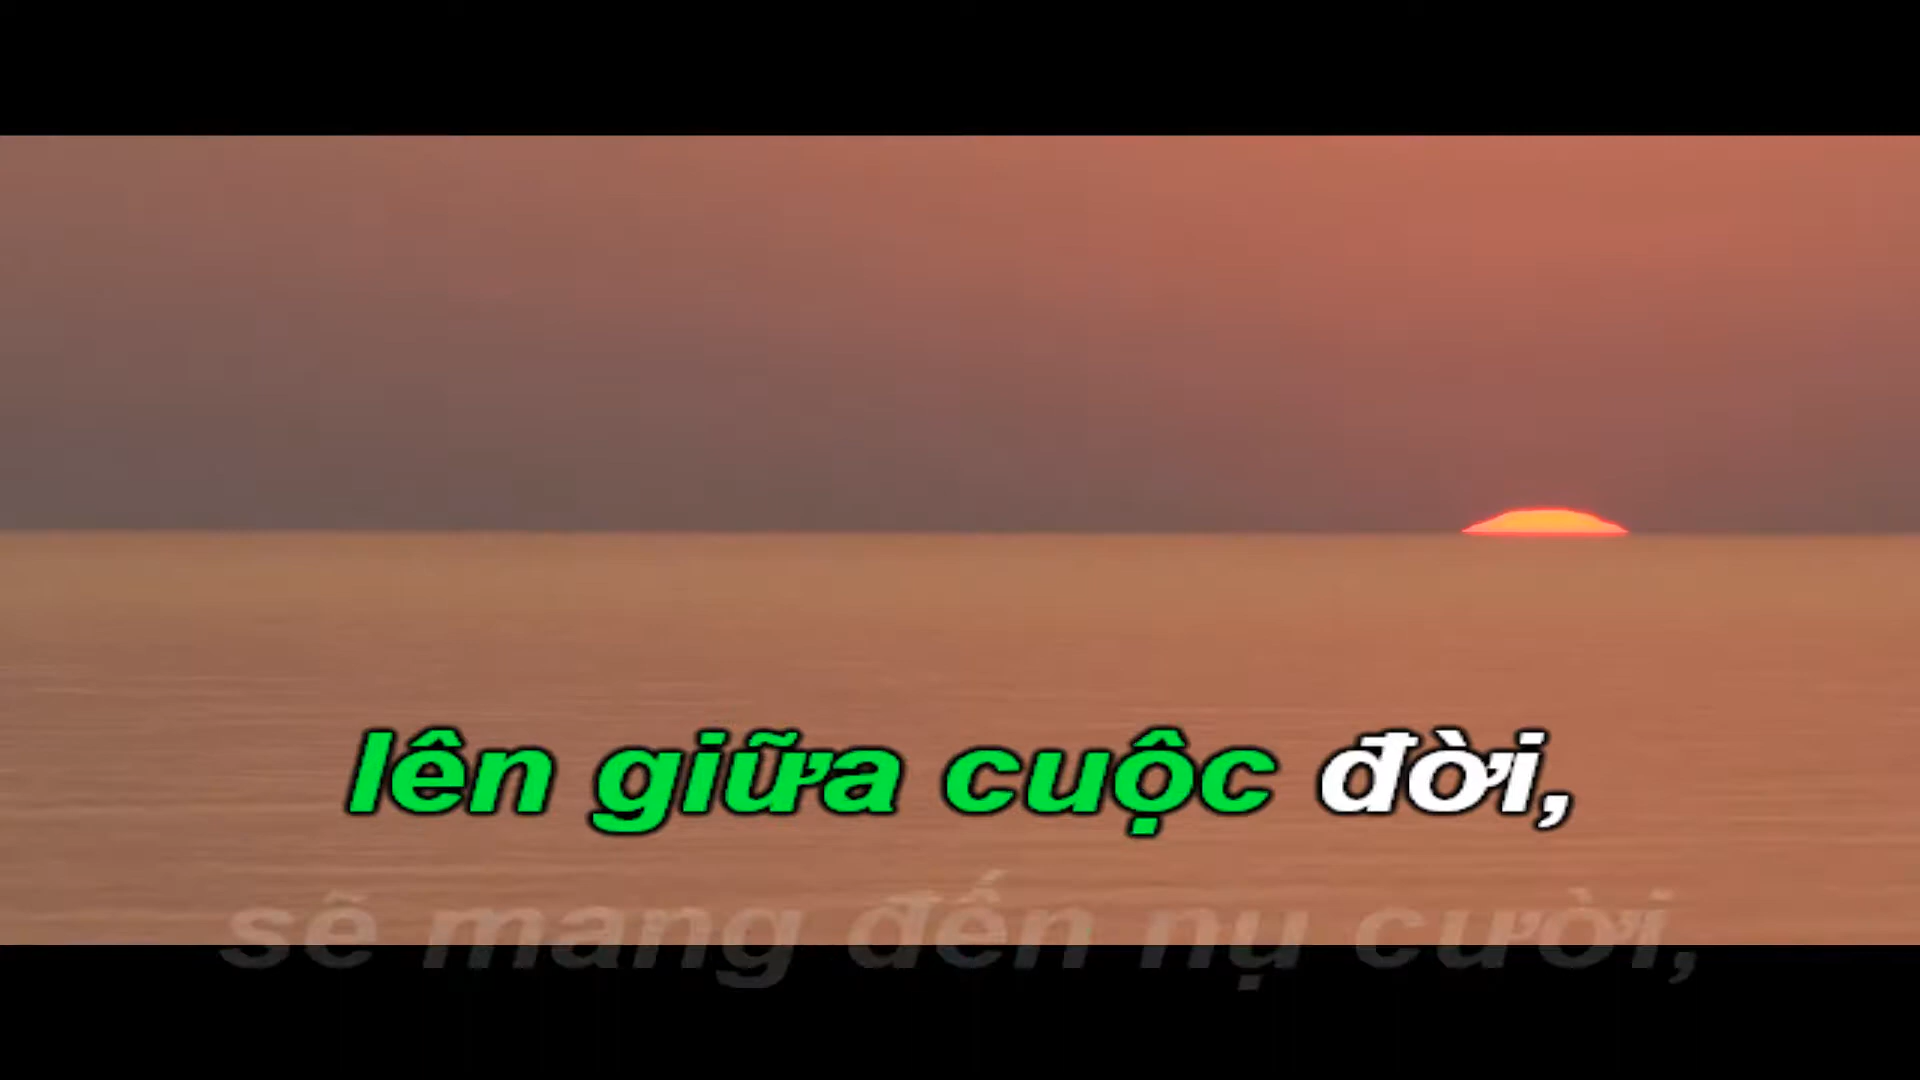 lên giữa cuộc đời,
sẽ mang đến nụ cười,